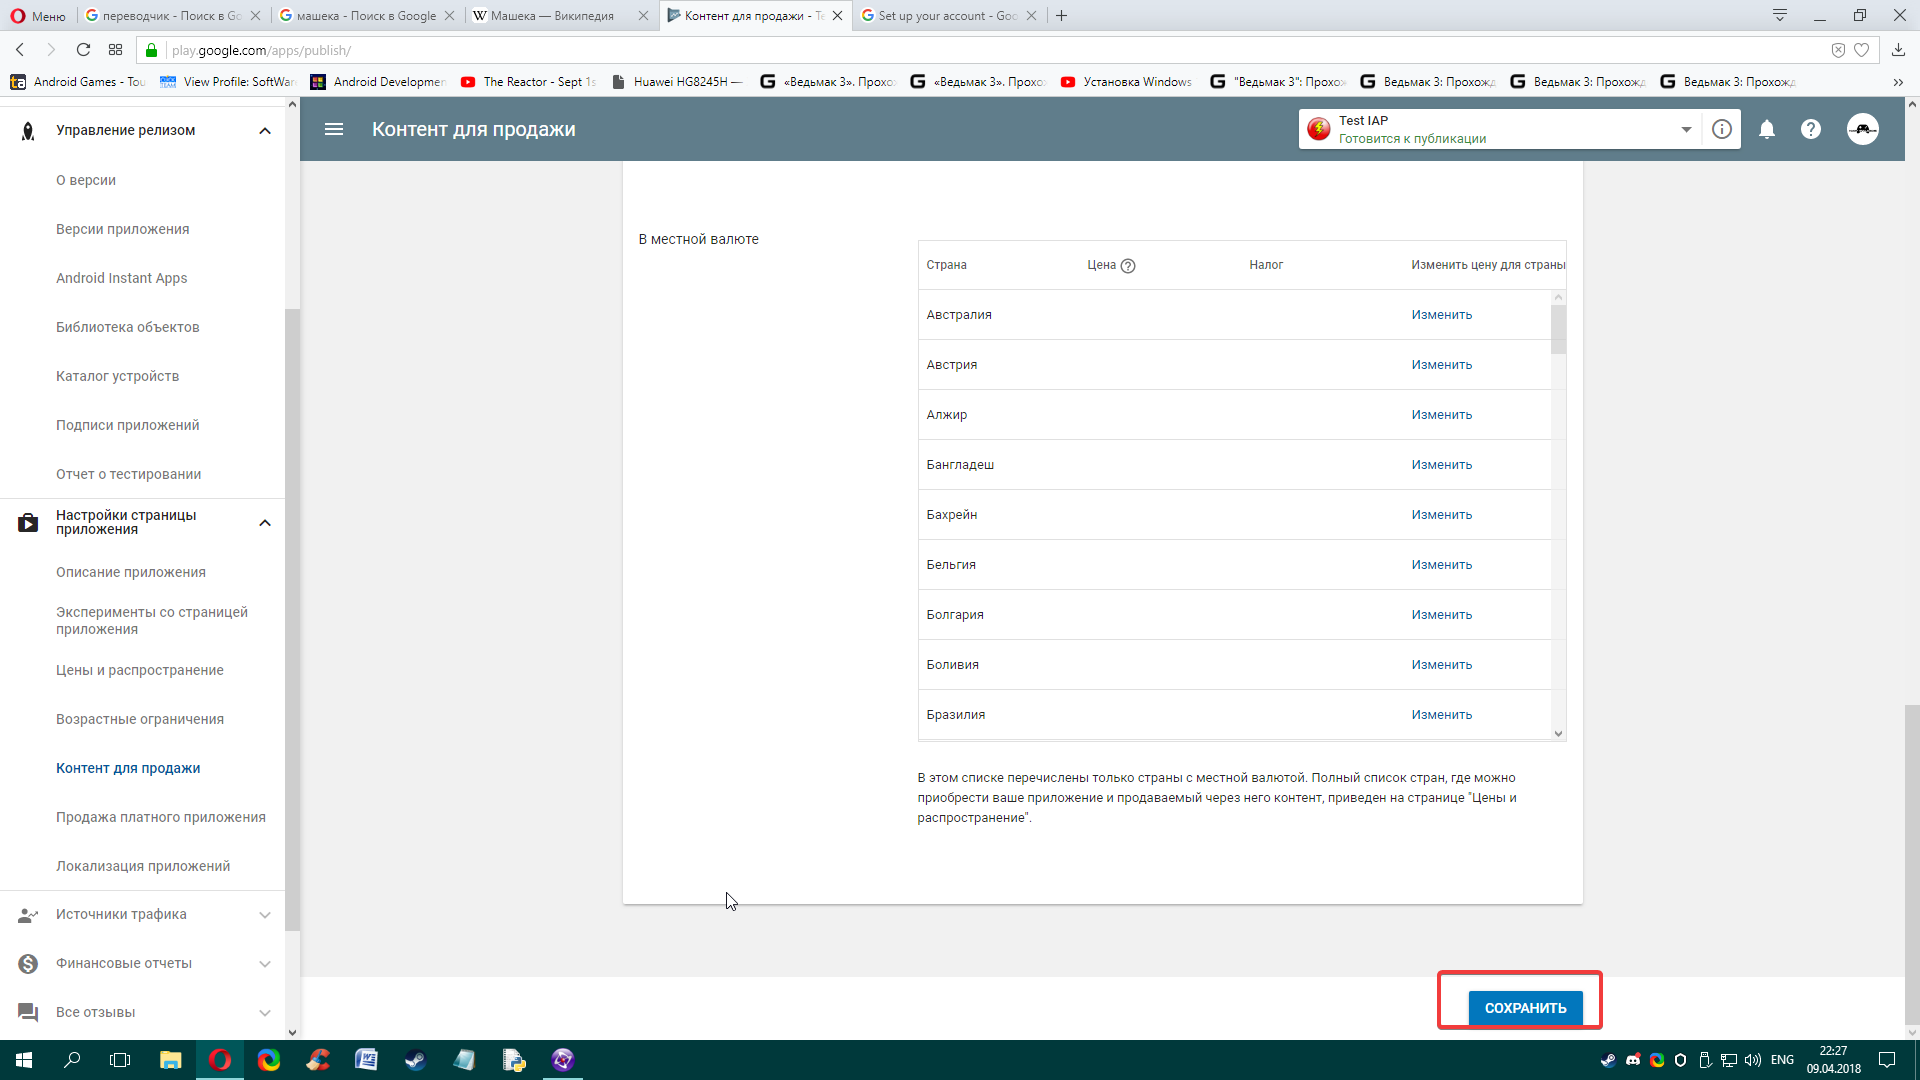 Меню
переводчик - Поиск в Go
машека - Поиск в Google
W Машека — Википедия
Контент для продажи - Te
Set up your account - Goo
play.google.com/apps/publish/
Android Games - Tou
View Profile: SoftWare
Android Developmen
The Reactor - Sept 1s
Huawei HG8245H —
«Ведьмак 3». Прохо
«Ведьмак 3». Прохо
Установка Windows
"Ведьмак 3": Прохож
Ведьмак 3: Прохожд
Ведьмак 3: Прохожд
Ведьмак 3: Прохожд
Управление релизом
О версии
Версии приложения
Android Instant Apps
Библиотека объектов
Каталог устройств
Подписи приложений
Отчет о тестировании
Настройки страницы
приложения
Описание приложения
Эксперименты со страницей
приложения
Цены и распространение
Возрастные ограничения
Контент для продажи
Продажа платного приложения
Локализация приложений
Источники трафика
Финансовые отчеты
Все отзывы
Контент для продажи
Test IAP
Готовится к публикации
В местной валюте
Страна Цена Налог Изменить цену для страны
Австралия Изменить
Австрия Изменить
Алжир Изменить
Бангладеш Изменить
Бахрейн Изменить
Бельгия Изменить
Болгария Изменить
Боливия Изменить
Бразилия Изменить
В этом списке перечислены только страны с местной валютой. Полный список стран, где можно
приобрести ваше приложение и продаваемый через него контент, приведен на странице "Цены и
распространение".
СОХРАНИТЬ
ENG
22:27
09.04.2018